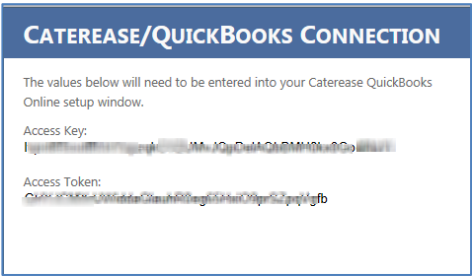 CATEREASE/QUICKBOOKS CONNECTION
The values below will need to be entered into your Caterease QuickBooks
Online setup window.
Access Key:
Access Token: